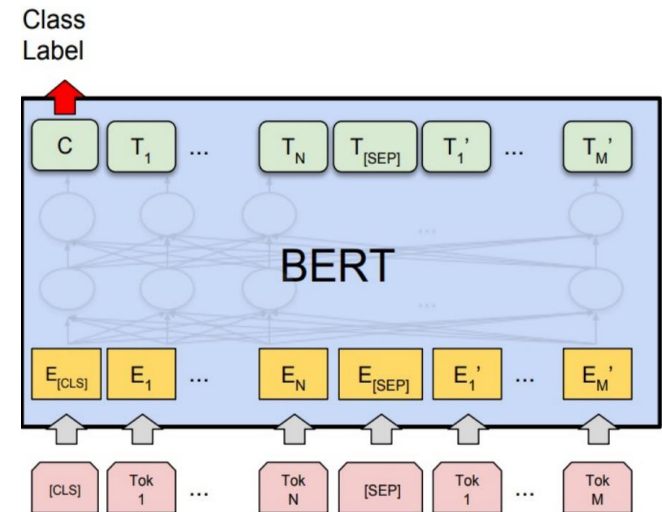 Class
Label
C T1 ... TN T[SEP] T1' ... TM'
...
BERT
...
E[CLS] E1 ... EN E[SEP] E1' ... EM'
[CLS] Tok 1 ... Tok N [SEP] Tok 1 ... Tok M